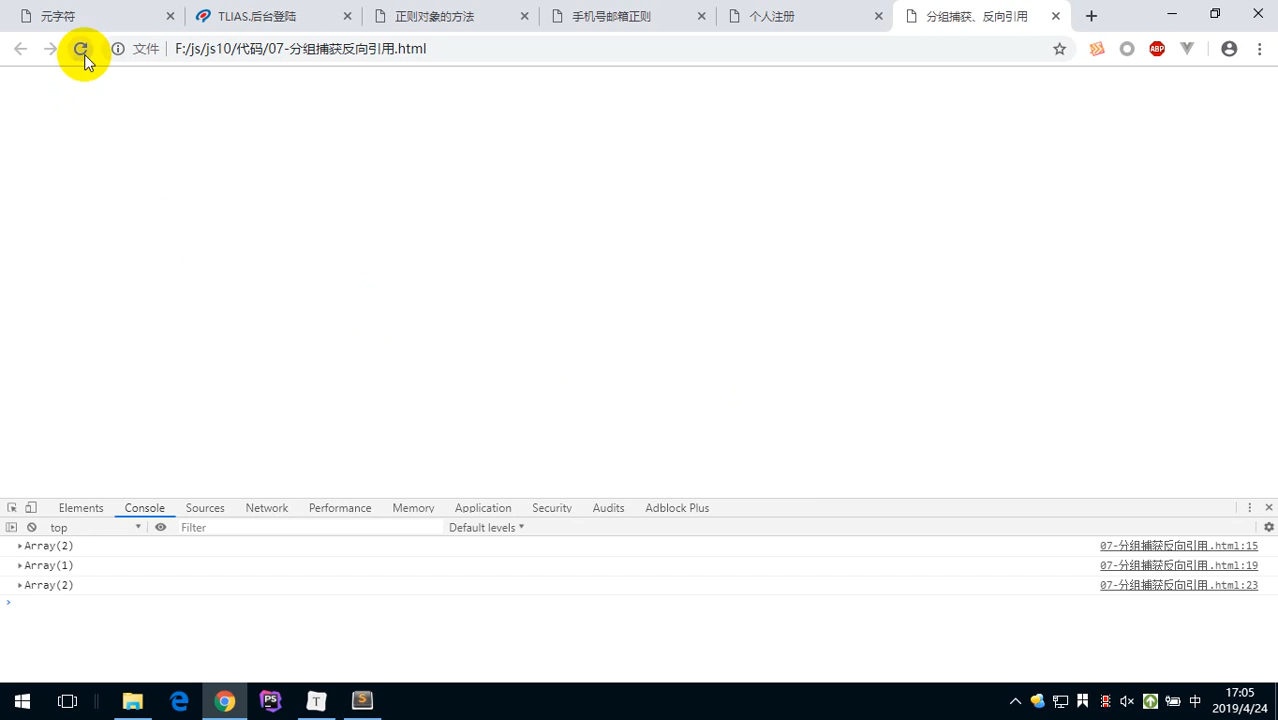 元字符
TLIAS.后台登陆
正则对象的方法
手机号邮箱正则
个人注册
分组捕获、反向引用
文件
F:/js/js10/代码/07-分组捕获反向引用.html
ABP
Elements
Console
Sources
Network
Performance
Memory
Application
Security
Audits
Adblock Plus
top
Filter
Default levels
Array(2)
07-分组捕获反向引用.html:15
Array(1)
07-分组捕获反向引用.html:19
Array(2)
07-分组捕获反向引用.html:23
PS
T
S
中
17:05
2019/4/24